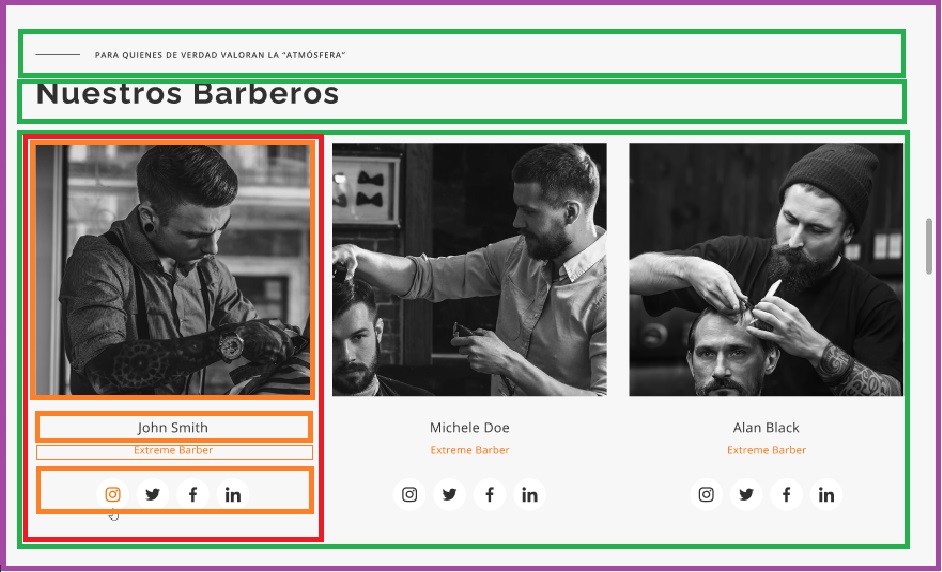 PARA QUIENES DE VERDAD VALORAN LA "ATMÓSFERA"
Nuestros Barberos
John Smith
Michele Doe
Alan Black
Extreme Barber
Extreme Barber
Extreme Barber